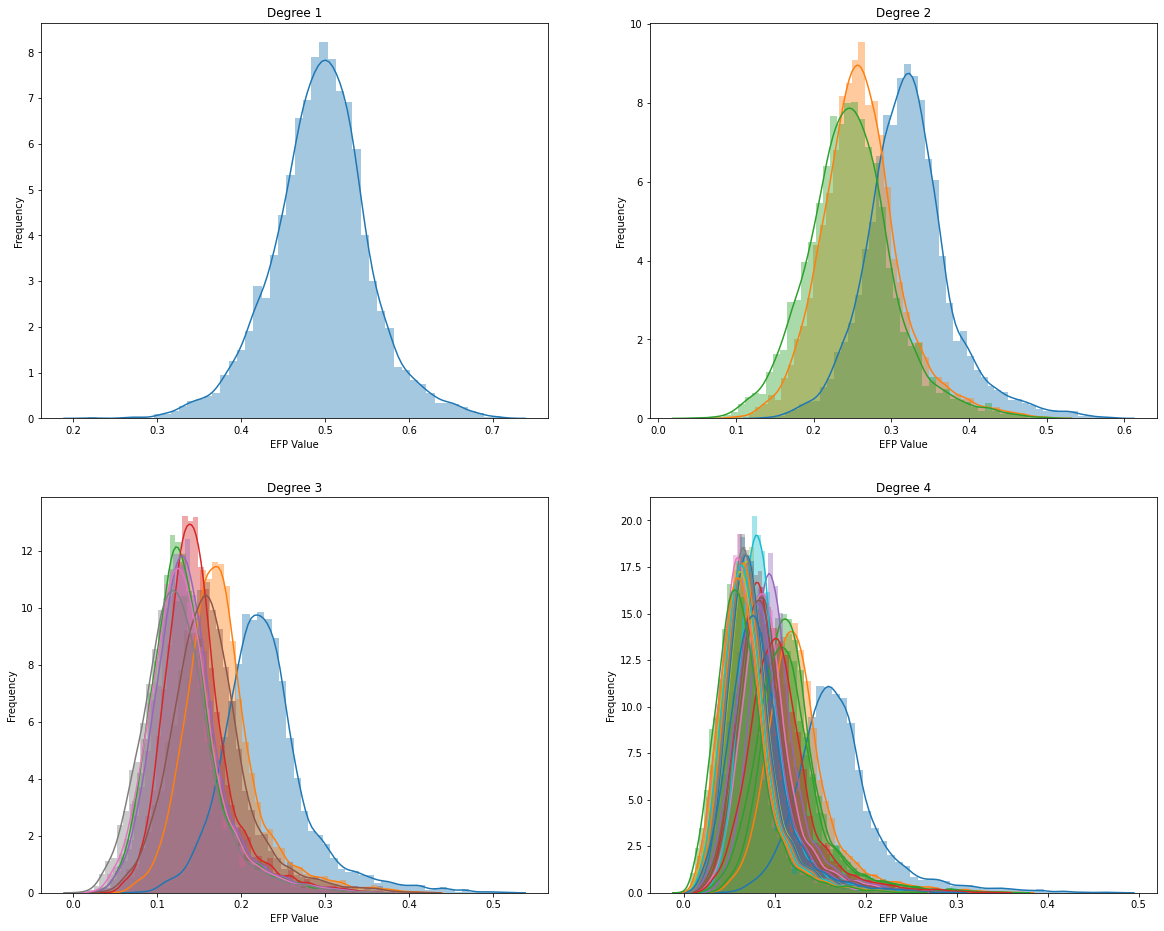 Degree 1
Frequency
8
7
6
5
4
3
2
1
0
0.2 0.3 0.4 0.5 0.6 0.7
EFP Value
Degree 2
Frequency
10
8
6
4
2
0
0.0 0.1 0.2 0.3 0.4 0.5 0.6
EFP Value
Degree 3
Frequency
12
10
8
6
4
2
0
0.0 0.1 0.2 0.3 0.4 0.5
EFP Value
Degree 4
Frequency
20.0
17.5
15.0
12.5
10.0
7.5
5.0
2.5
0.0
0.0 0.1 0.2 0.3 0.4 0.5
EFP Value